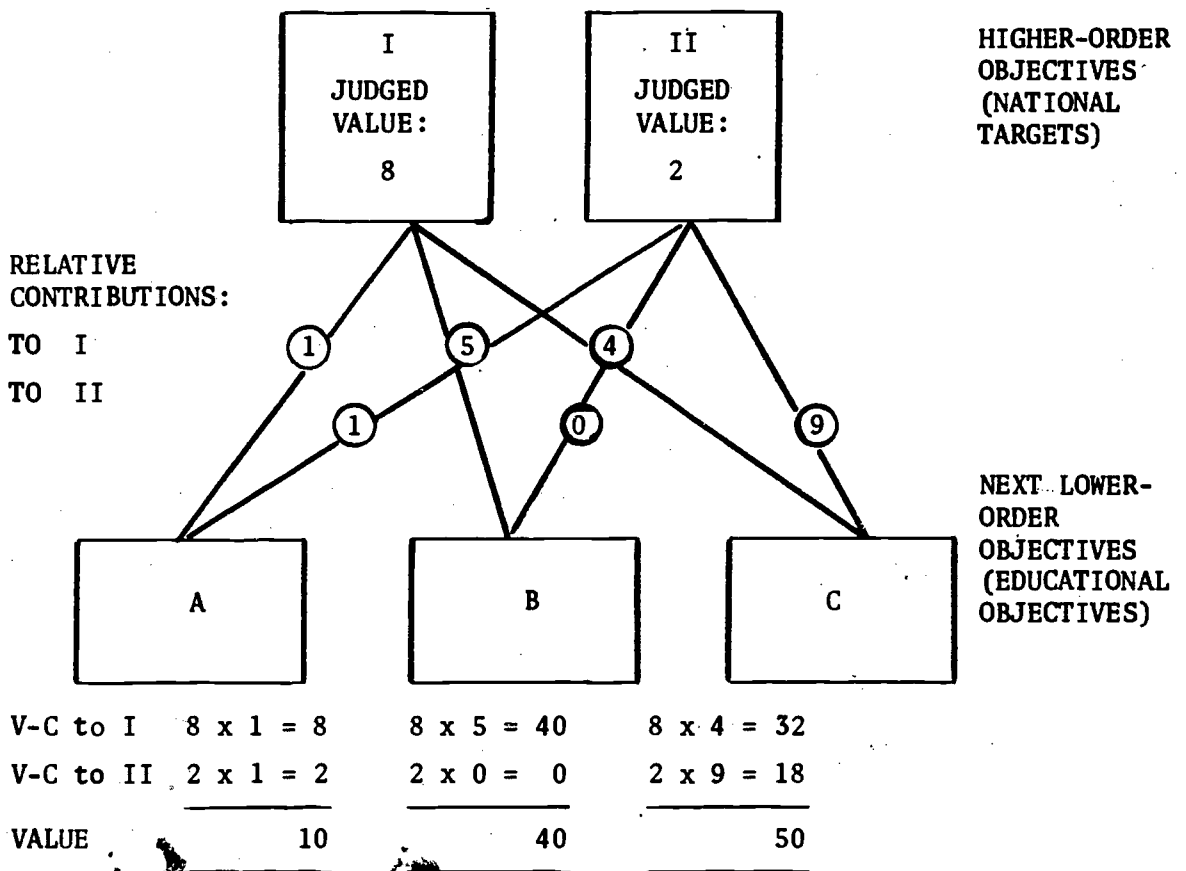 I
JUDGED
VALUE:
8
II
JUDGED
VALUE:
2
HIGHER-ORDER
OBJECTIVES
(NATIONAL
TARGETS)
RELATIVE
CONTRIBUTIONS:
TO I
1
5
4
TO II
1
0
9
NEXT LOWER-
ORDER
OBJECTIVES
(EDUCATIONAL
OBJECTIVES)
A
B
C
V-C to I 8 x 1 = 8 8 x 5 = 40 8 x 4 = 32
V-C to II 2 x 1 = 2 2 x 0 = 0 2 x 9 = 18
VALUE 10 40 50